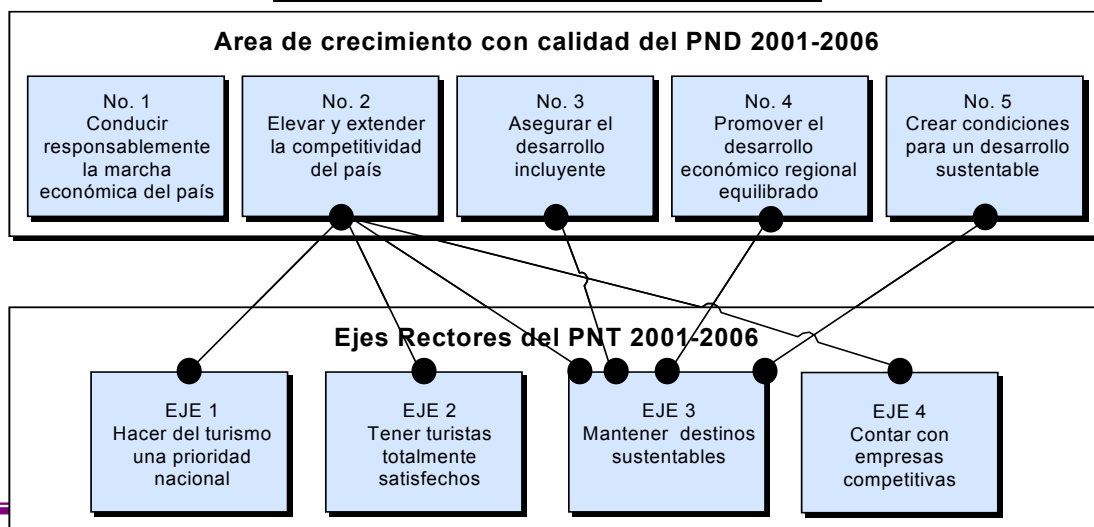 Area de crecimiento con calidad del PND 2001-2006
No. 1
Conducir
responsablemente
la marcha
económica del país
No. 2
Elevar y extender
la competitividad
del país
No. 3
Asegurar el
desarrollo
incluyente
No. 4
Promover el
desarrollo
económico regional
equilibrado
No. 5
Crear condiciones
para un desarrollo
sustentable
Ejes Rectores del PNT 2001-2006
EJE 1
Hacer del turismo
una prioridad
nacional
EJE 2
Tener turistas
totalmente
satisfechos
EJE 3
Mantener destinos
sustentables
EJE 4
Contar con
empresas
competitivas